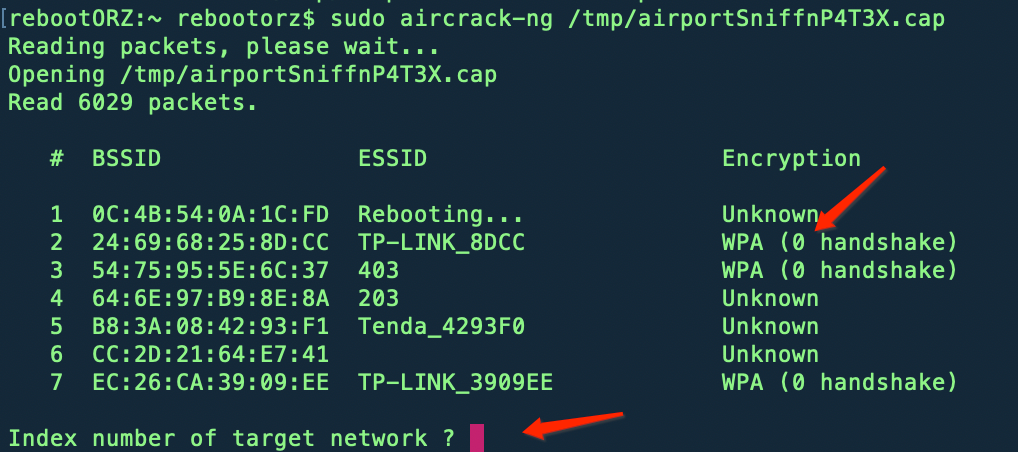 [rebootORZ:~ rebootorz$ sudo aircrack-ng /tmp/airportSniffnP4T3X.cap
Reading packets, please wait...
Opening /tmp/airportSniffnP4T3X.cap
Read 6029 packets.
# BSSID ESSID Encryption
1 0C:4B:54:0A:1C:FD Rebooting... Unknown
2 24:69:68:25:8D:CC TP-LINK_8DCC WPA (0 handshake)
3 54:75:95:5E:6C:37 403 WPA (0 handshake)
4 64:6E:97:B9:8E:8A 203 Unknown
5 B8:3A:08:42:93:F1 Tenda_4293F0 Unknown
6 CC:2D:21:64:E7:41 Unknown
7 EC:26:CA:39:09:EE TP-LINK_3909EE WPA (0 handshake)
Index number of target network ?